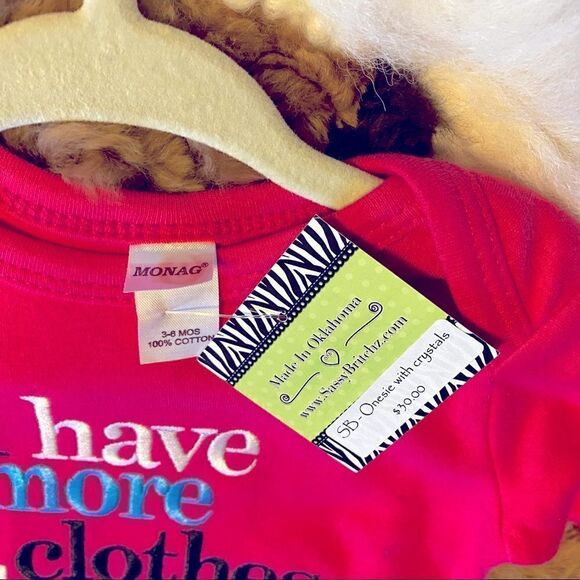 MONAG®
3-6 MOS
100% COTTON
Made In Oklahoma
www.SassyBritchz.com
SB - Onesie with crystals
$30.00
have
more
clothes